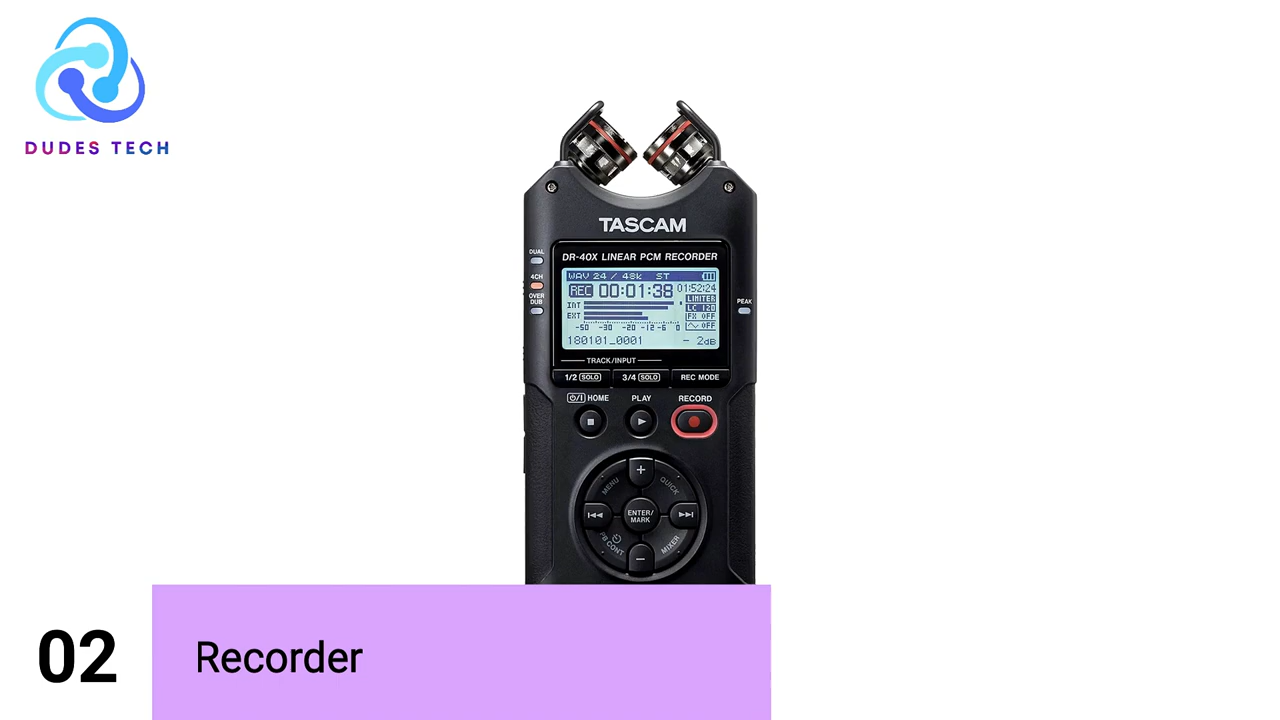 DUDES TECH
TASCAM
DR-40X LINEAR PCM RECORDER
DUAL
4CH
OVER
DUB
PEAK
WAV 24 / 48k ST
REC 00:01:38 01:52:24
LIMITER
INT
LC 120
EXT
FX OFF
OFF
-50 -30 -20 -12 -6 0
180101_0001 - 2dB
TRACK/INPUT
1/2 SOLO 3/4 SOLO REC MODE
HOME PLAY RECORD
+
MENU QUICK
ENTER/
MARK
PB CONT MIXER
-
02 Recorder